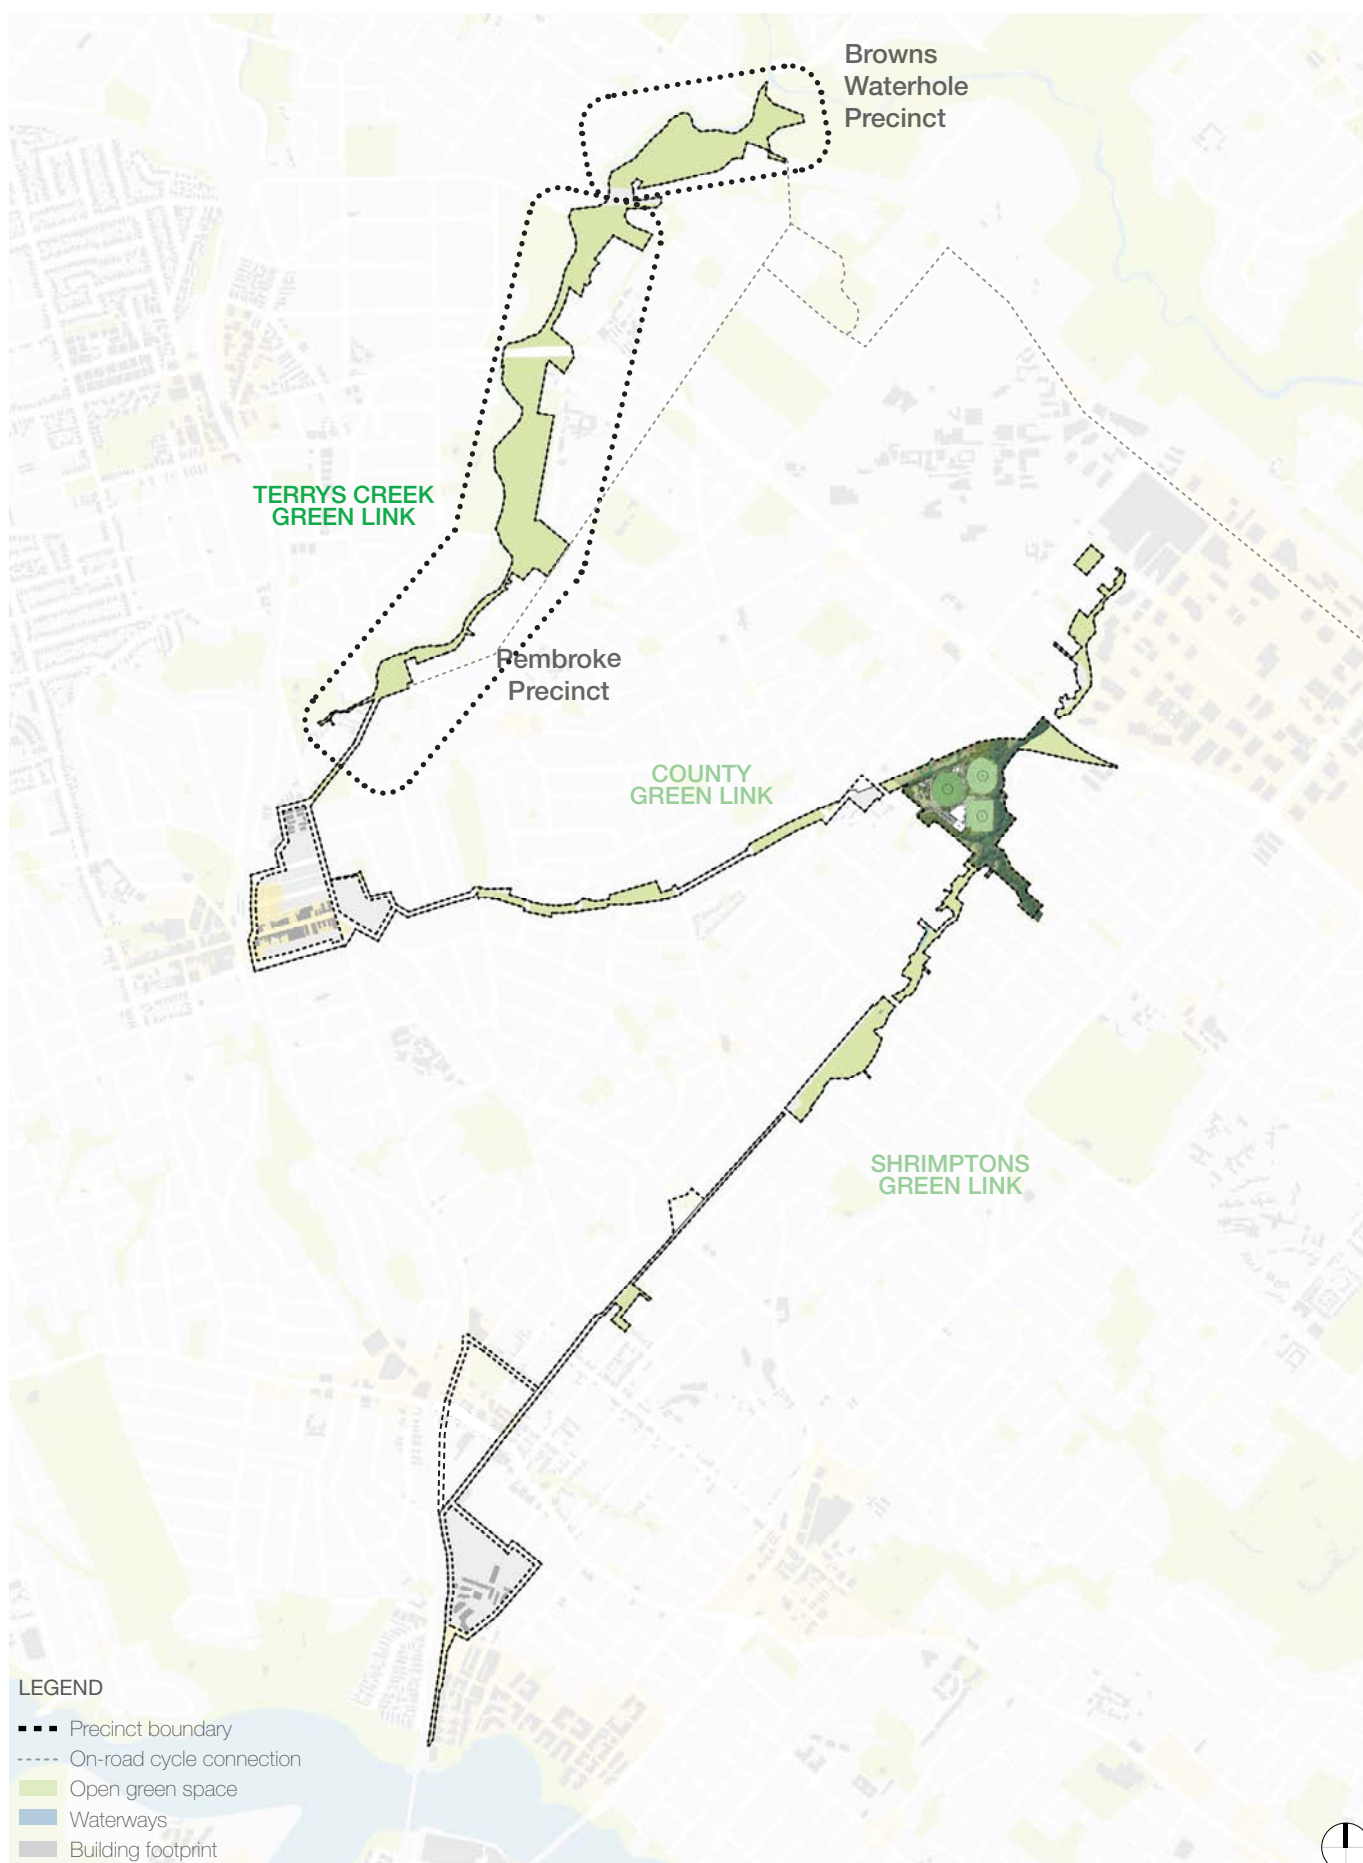 Browns
Waterhole
Precinct
TERRYS CREEK
GREEN LINK
Pembroke
Precinct
COUNTY
GREEN LINK
SHRIMPTONS
GREEN LINK
LEGEND
Precinct boundary
On-road cycle connection
Open green space
Waterways
Building footprint